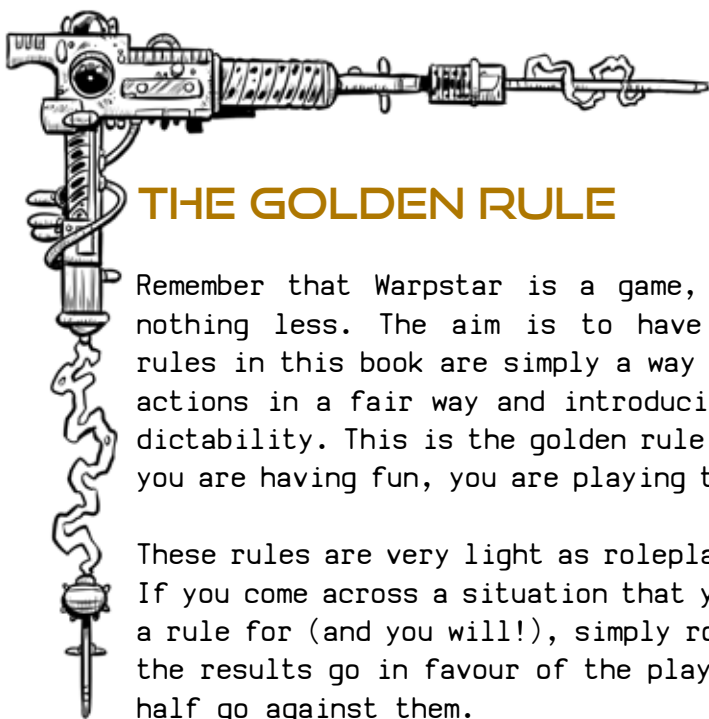 THE GOLDEN RULE
Remember that Warpstar is a game,
nothing less. The aim is to have
rules in this book are simply a way
actions in a fair way and introduci
dictability. This is the golden rule
you are having fun, you are playing t
These rules are very light as rolepla
If you come across a situation that y
a rule for (and you will!), simply ro
the results go in favour of the play
half go against them.